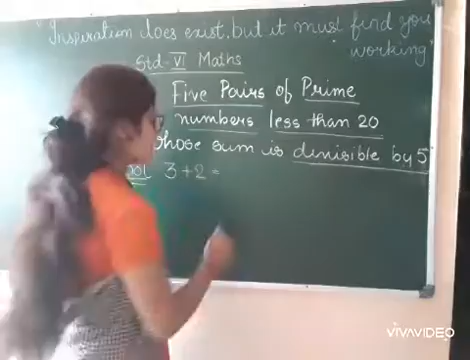 "Inspiration does exist, but it must find you
working"
Std-VI Maths
Five Pairs of Prime
numbers less than 20
whose sum is divisible by 5
Sol 3+2=
VIVAVIDEO